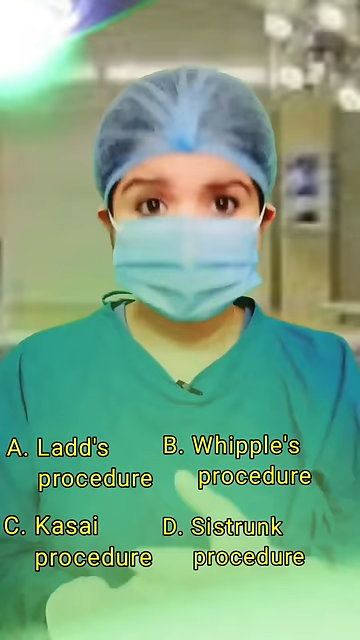 A. Ladd's procedure
B. Whipple's procedure
C. Kasai procedure
D. Sistrunk procedure